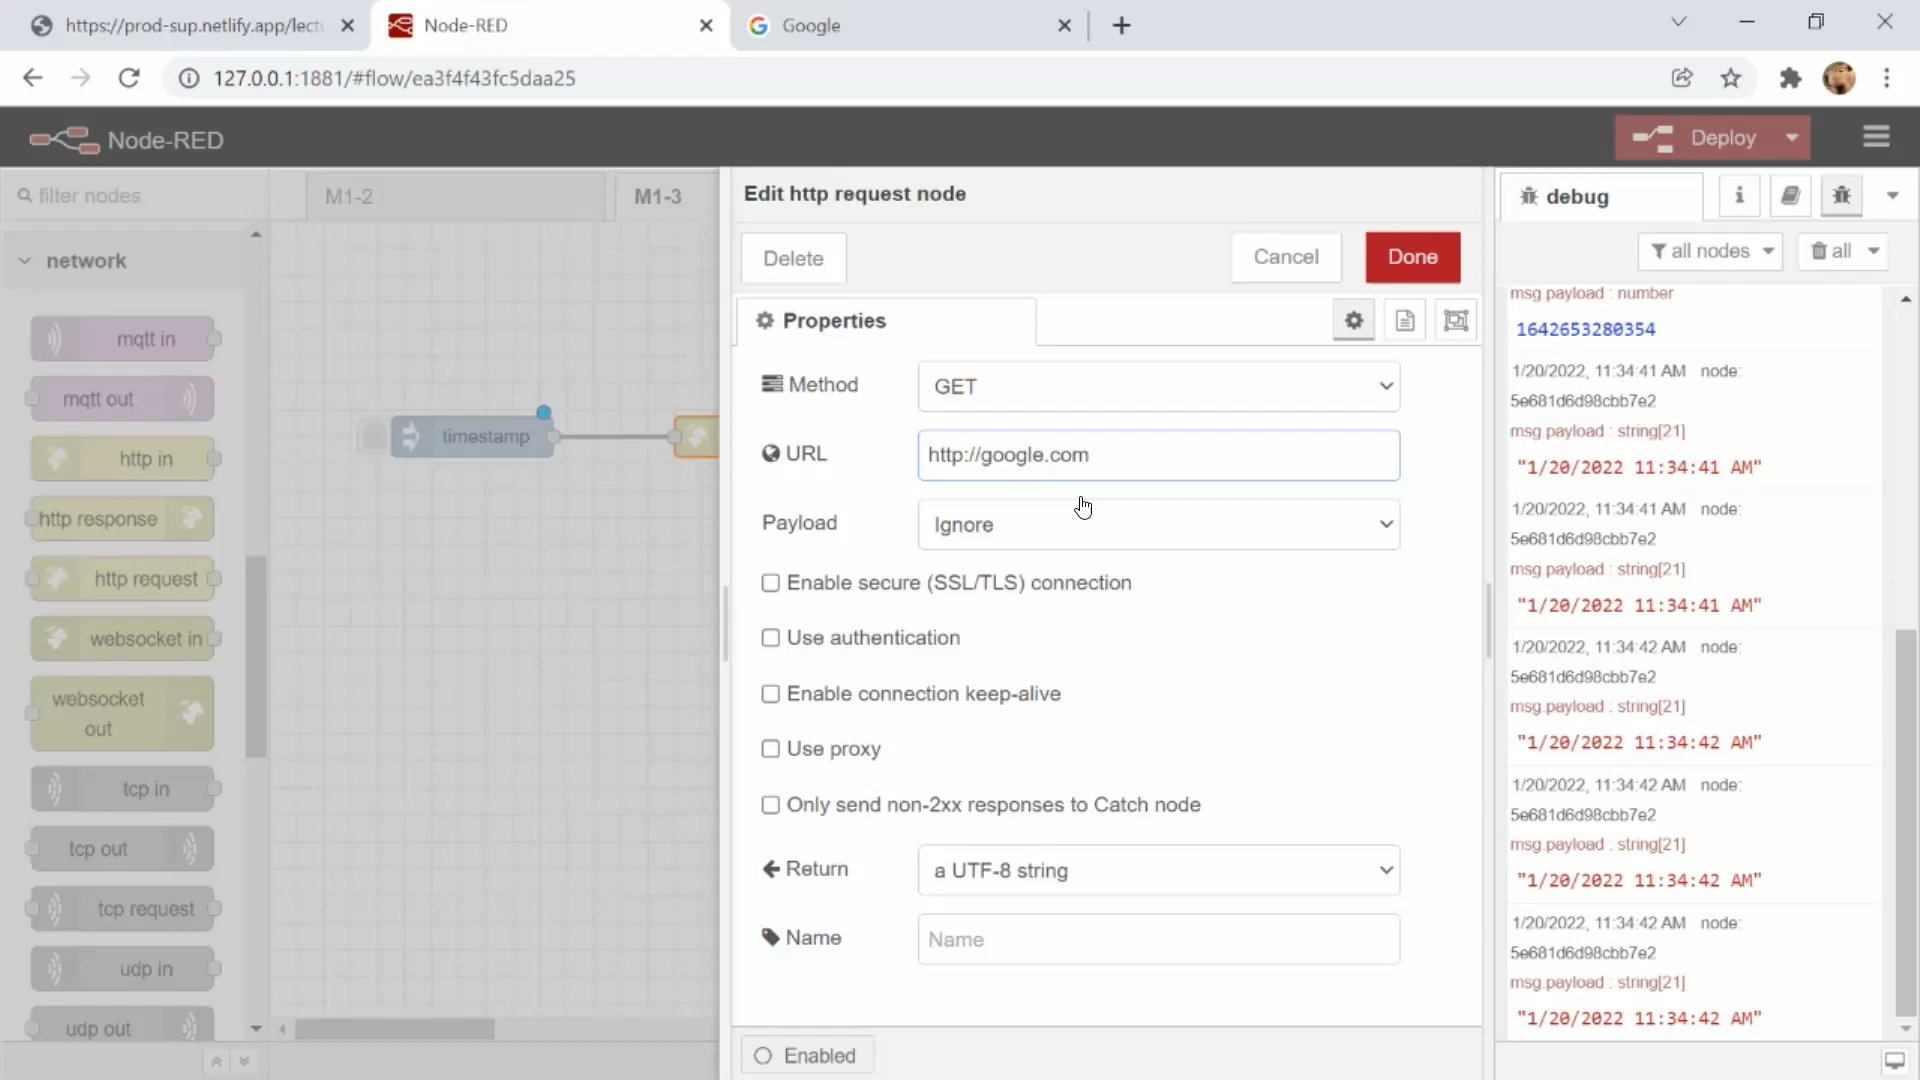 https://prod-sup.netlify.app/lect
Node-RED
Google
127.0.0.1:1881/#flow/ea3f4f43fc5daa25
Node-RED
Deploy
filter nodes
M1-2
M1-3
network
mqtt in
mqtt out
http in
http response
http request
websocket in
websocket
out
tcp in
tcp out
tcp request
udp in
udp out
timestamp
Edit http request node
Delete
Cancel
Done
Properties
Method
GET
URL
http://google.com
Payload
Ignore
Enable secure (SSL/TLS) connection
Use authentication
Enable connection keep-alive
Use proxy
Only send non-2xx responses to Catch node
Return
a UTF-8 string
Name
Name
Enabled
debug
i
all nodes
all
msg payload : number
1642653280354
1/20/2022, 11:34:41 AM node:
5e681d6d98cbb7e2
msg.payload : string[21]
"1/20/2022 11:34:41 AM"
1/20/2022, 11:34:41 AM node:
5e681d6d98cbb7e2
msg.payload : string[21]
"1/20/2022 11:34:41 AM"
1/20/2022, 11:34:42 AM node:
5e681d6d98cbb7e2
msg.payload : string[21]
"1/20/2022 11:34:42 AM"
1/20/2022, 11:34:42 AM node:
5e681d6d98cbb7e2
msg.payload : string[21]
"1/20/2022 11:34:42 AM"
1/20/2022, 11:34:42 AM node:
5e681d6d98cbb7e2
msg.payload : string[21]
"1/20/2022 11:34:42 AM"